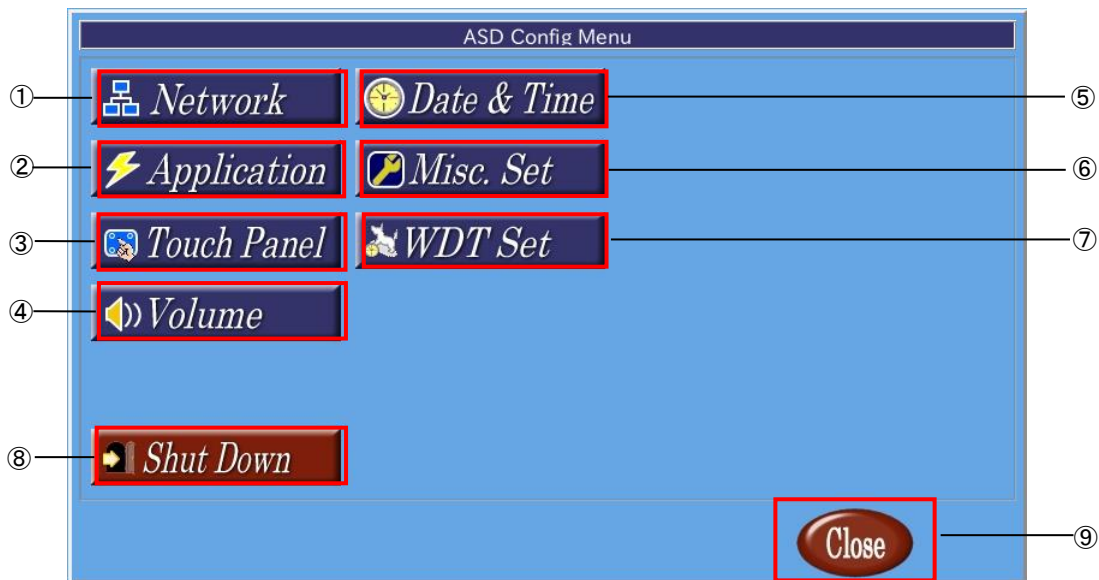 ASD Config Menu
① Network Date & Time ⑤
② Application Misc. Set ⑥
③ Touch Panel WDT Set ⑦
④ Volume
⑧ Shut Down
Close ⑨